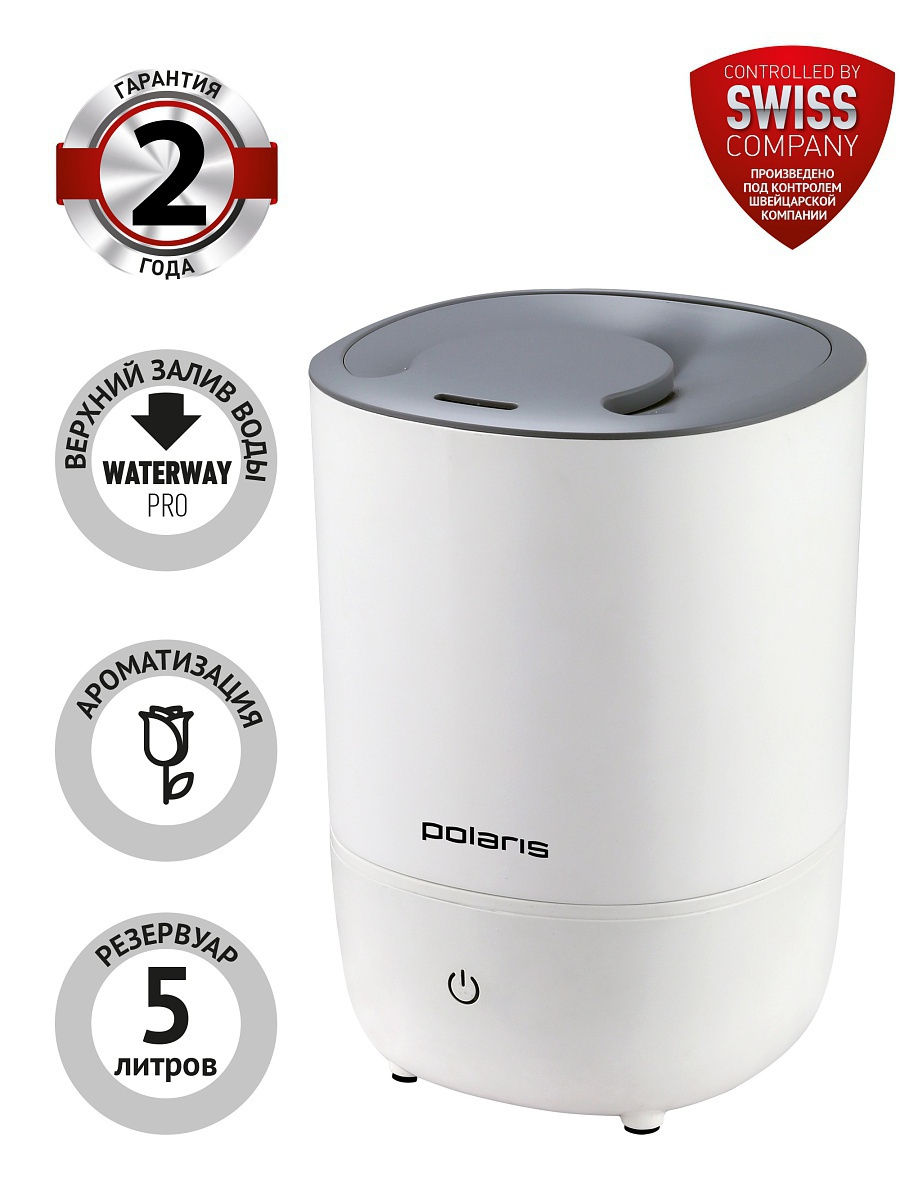 ГАРАНТИЯ
2
ГОДА
CONTROLLED BY
SWISS
COMPANY
ПРОИЗВЕДЕНО
ПОД КОНТРОЛЕМ
ШВЕЙЦАРСКОЙ
КОМПАНИИ
ВЕРХНИЙ ЗАЛИВ ВОДЫ
WATERWAY
PRO
АРОМАТИЗАЦИЯ
polaris
РЕЗЕРВУАР
5
литров